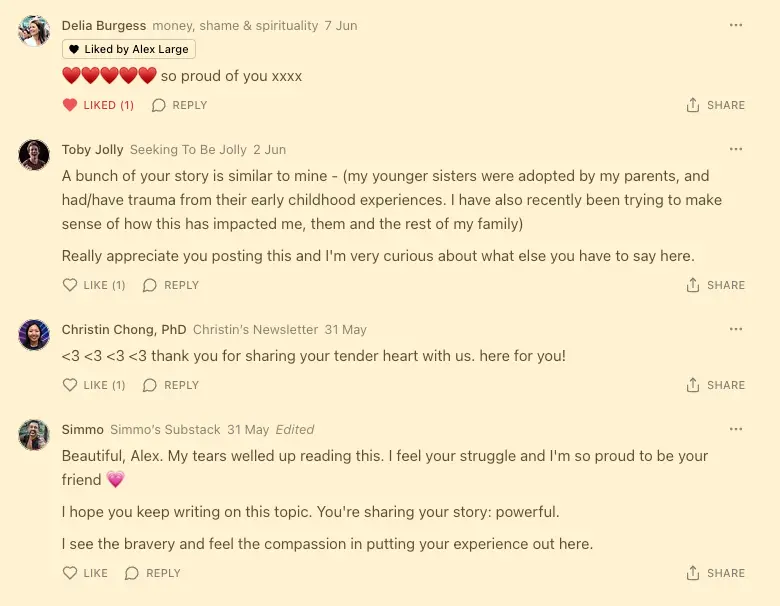 Delia Burgess money, shame & spirituality 7 Jun
Liked by Alex Large
❤️❤️❤️❤️❤️ so proud of you xxxx
LIKED (1) REPLY SHARE
Toby Jolly Seeking To Be Jolly 2 Jun
A bunch of your story is similar to mine - (my younger sisters were adopted by my parents, and
had/have trauma from their early childhood experiences. I have also recently been trying to make
sense of how this has impacted me, them and the rest of my family)
Really appreciate you posting this and I'm very curious about what else you have to say here.
LIKE (1) REPLY SHARE
Christin Chong, PhD Christin's Newsletter 31 May
<3 <3 <3 <3 thank you for sharing your tender heart with us. here for you!
LIKE (1) REPLY SHARE
Simmo Simmo's Substack 31 May Edited
Beautiful, Alex. My tears welled up reading this. I feel your struggle and I'm so proud to be your
friend 💗
I hope you keep writing on this topic. You're sharing your story: powerful.
I see the bravery and feel the compassion in putting your experience out here.
LIKE REPLY SHARE